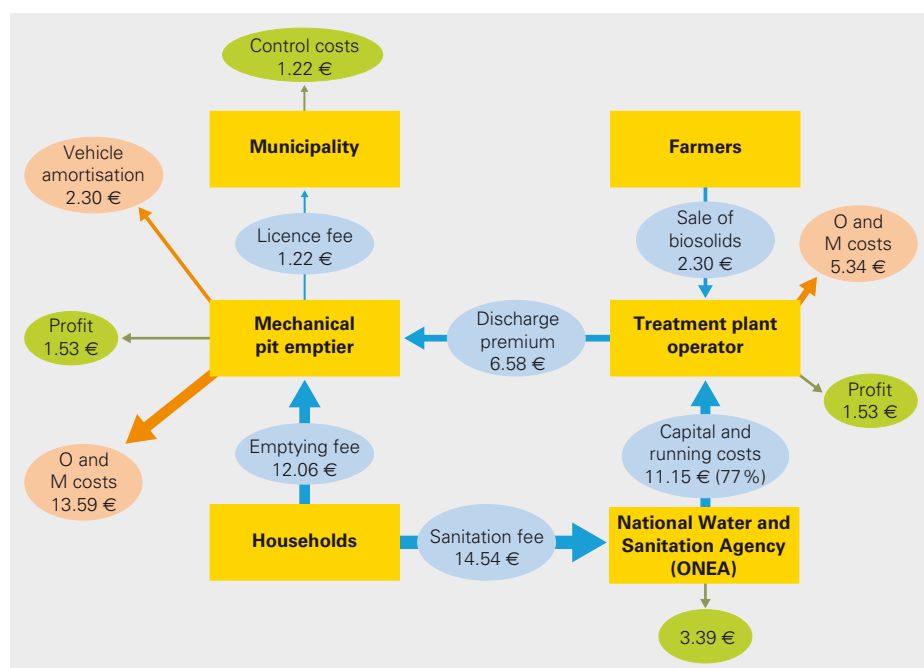 Control costs
1.22 €
Municipality
Farmers
Vehicle
amortisation
2.30 €
Licence fee
1.22 €
Sale of
biosolids
2.30 €
O and
M costs
5.34 €
Profit
1.53 €
Mechanical
pit emptier
Discharge
premium
6.58 €
Treatment plant
operator
Profit
1.53 €
O and
M costs
13.59 €
Emptying fee
12.06 €
Capital and
running costs
11.15 € (77 %)
Households
Sanitation fee
14.54 €
National Water and
Sanitation Agency
(ONEA)
3.39 €